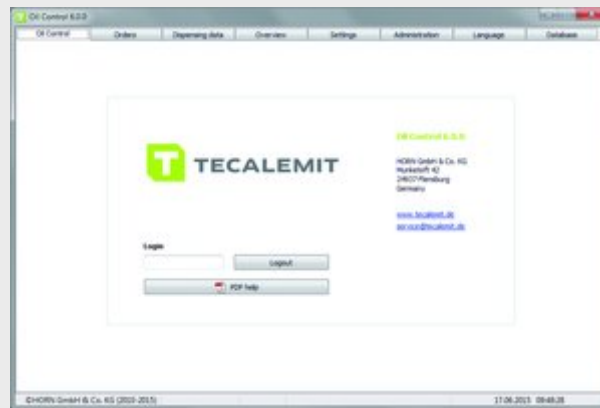 Oil Control 6.0.0
Oil Control Orders Dispensing data Overview Settings Administration Language Database
Oil Control 6.0.0
TECALEMIT
HORN GmbH & Co. KG
Munketoft 42
24937 Flensburg
Germany
www.tecalemit.de
service@tecalemit.de
Login
Logout
PDF help
©HORN GmbH & Co. KG (2010-2015) 17.06.2015 09:48:28